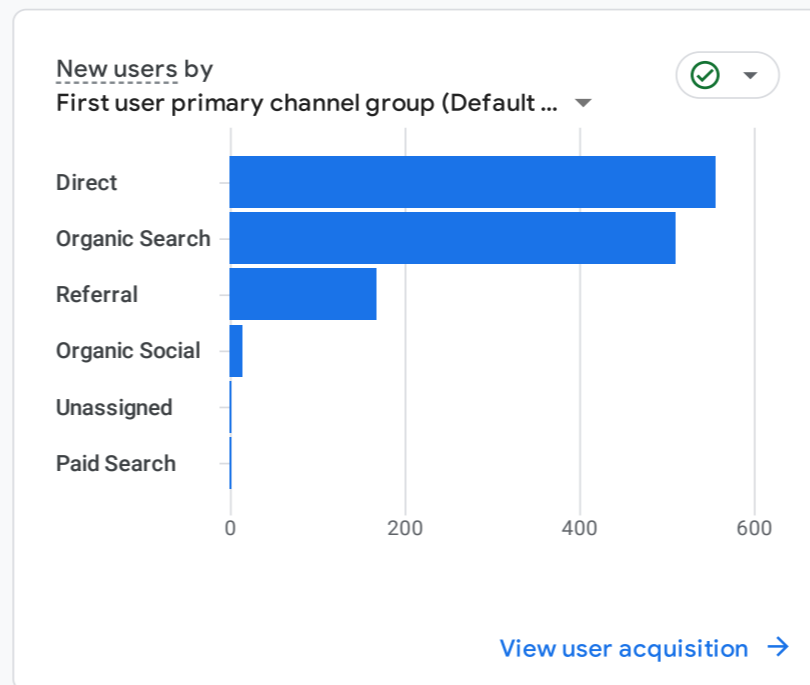 New users by
First user primary channel group (Default ...
Direct
Organic Search
Referral
Organic Social
Unassigned
Paid Search
0 200 400 600
View user acquisition